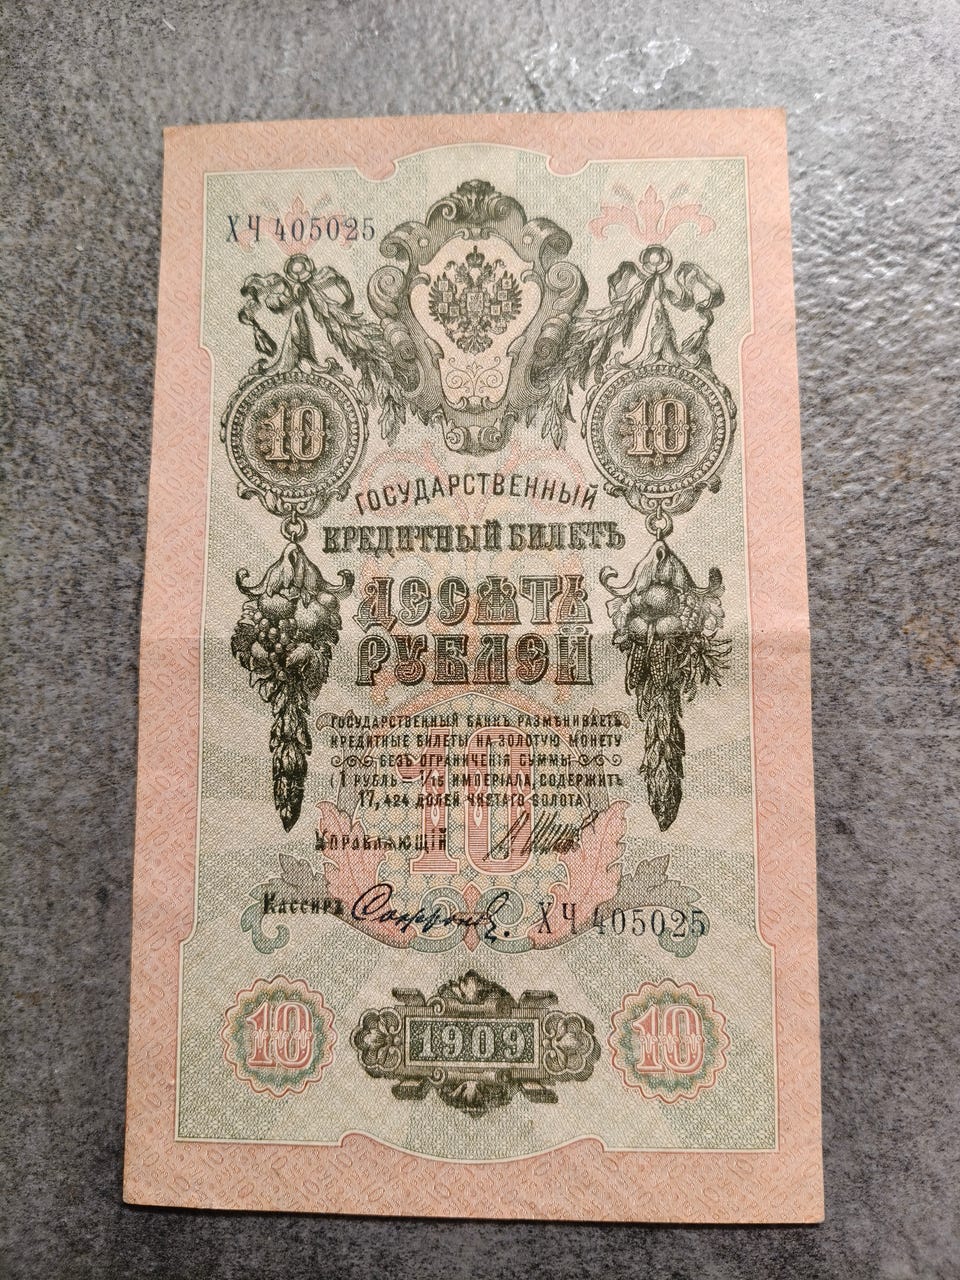 ХЧ 405025
10 10
ГОСУДАРСТВЕННЫЙ
КРЕДИТНЫЙ БИЛЕТЪ
ДЕСЯТЬ
РУБЛЕЙ
ГОСУДАРСТВЕННЫЙ БАНКЪ РАЗМѢНИВАЕТЪ
КРЕДИТНЫЕ БИЛЕТЫ НА ЗОЛОТУЮ МОНЕТУ
БЕЗЪ ОГРАНИЧЕНІЯ СУММЫ
(1 РУБЛЬ = 1/15 ИМПЕРІАЛА, СОДЕРЖИТЪ
17,424 ДОЛЕЙ ЧИСТАГО ЗОЛОТА)
10
УПРАВЛЯЮЩІЙ
Кассиръ Софронов. ХЧ 405025
10 1909 10